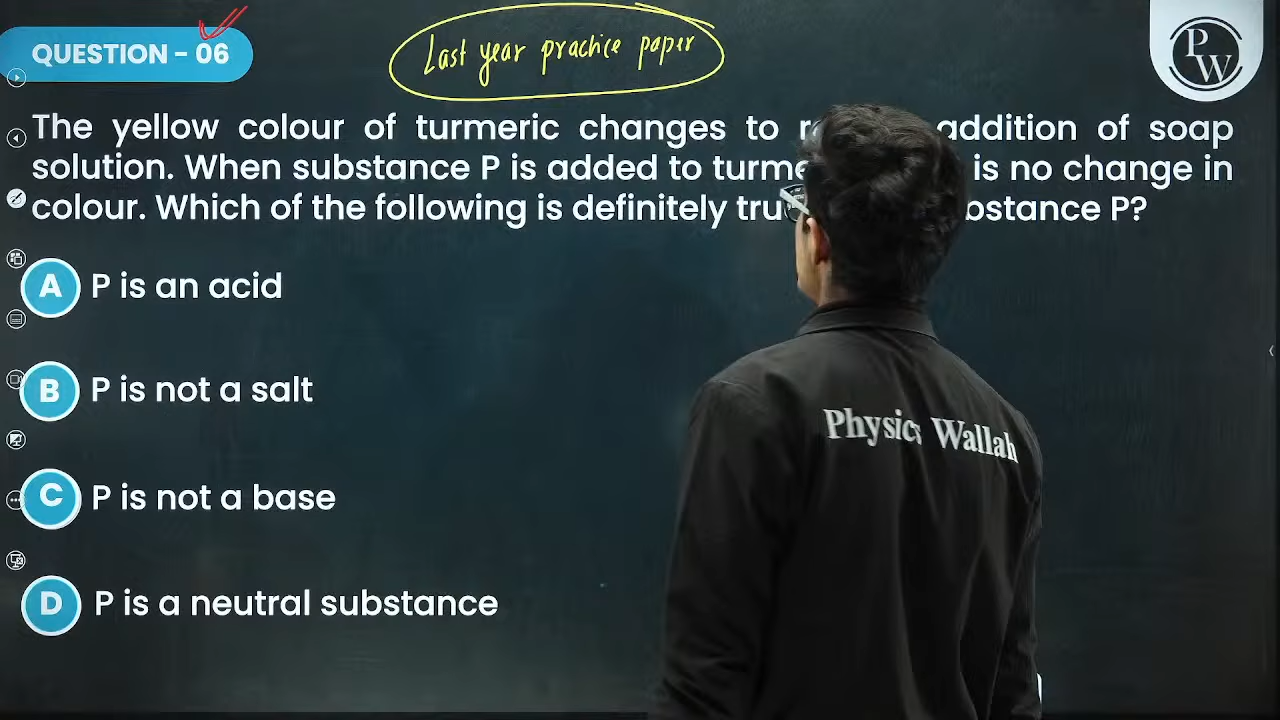 QUESTION - 06
Last year practice paper
PW
The yellow colour of turmeric changes to addition of soap
solution. When substance P is added to is no change in
colour. Which of the following is definitely P?
A P is an acid
B P is not a salt
C P is not a base
D P is a neutral substance
Physics Wallah